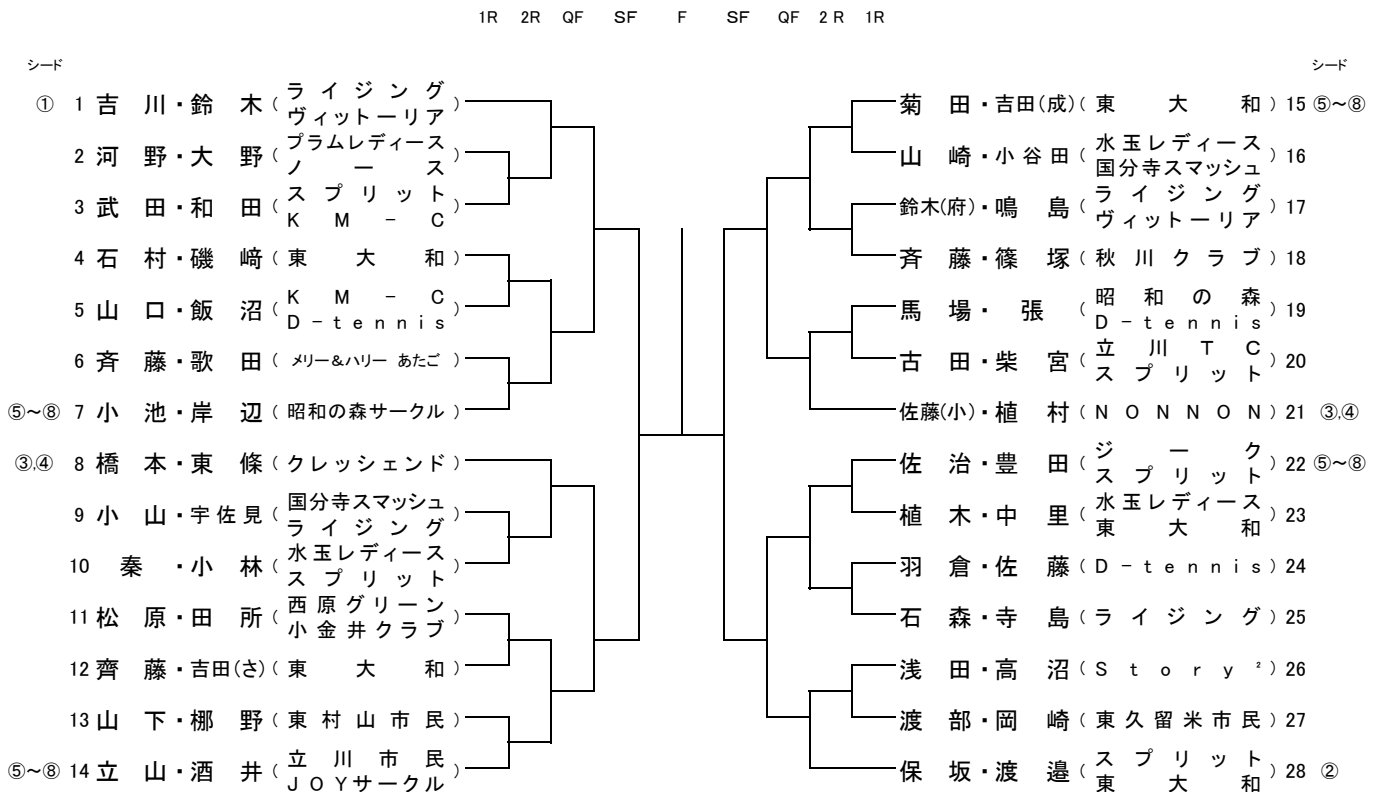 1R 2R QF SF F SF QF 2R 1R
シード シード
① 1 吉川・鈴木 (ライジング ヴィットーリア)
2 河野・大野 (プラムレディース ノース)
3 武田・和田 (スプリット KM-C)
4 石村・磯﨑 (東大和)
5 山口・飯沼 (KM-C D-tennis)
6 斉藤・歌田 (メリー&ハリー あたご)
⑤~⑧ 7 小池・岸辺 (昭和の森サークル)
③,④ 8 橋本・東條 (クレッシェンド)
9 小山・宇佐見 (国分寺スマッシュ ライジング)
10 秦・小林 (水玉レディース スプリット)
11 松原・田所 (西原グリーン 小金井クラブ)
12 齊藤・吉田(さ) (東大和)
13 山下・梛野 (東村山市民)
⑤~⑧ 14 立山・酒井 (立川市民 JOYサークル)
菊田・吉田(成) (東大和) 15 ⑤~⑧
山崎・小谷田 (水玉レディース 国分寺スマッシュ) 16
鈴木(府)・鳴島 (ライジング ヴィットーリア) 17
斉藤・篠塚 (秋川クラブ) 18
馬場・張 (昭和の森 D-tennis) 19
古田・柴宮 (立川TC スプリット) 20
佐藤(小)・植村 (NONNON) 21 ③,④
佐治・豊田 (ジーク スプリット) 22 ⑤~⑧
植木・中里 (水玉レディース 東大和) 23
羽倉・佐藤 (D-tennis) 24
石森・寺島 (ライジング) 25
浅田・高沼 (Story²) 26
渡部・岡崎 (東久留米市民) 27
保坂・渡邉 (スプリット 東大和) 28 ②